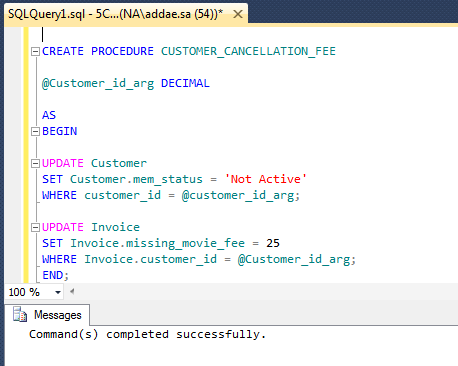 SQLQuery1.sql - 5C...(NA\addae.sa (54))*
CREATE PROCEDURE CUSTOMER_CANCELLATION_FEE
@Customer_id_arg DECIMAL
AS
BEGIN
UPDATE Customer
SET Customer.mem_status = 'Not Active'
WHERE customer_id = @customer_id_arg;
UPDATE Invoice
SET Invoice.missing_movie_fee = 25
WHERE Invoice.customer_id = @Customer_id_arg;
END;
100 %
Messages
Command(s) completed successfully.